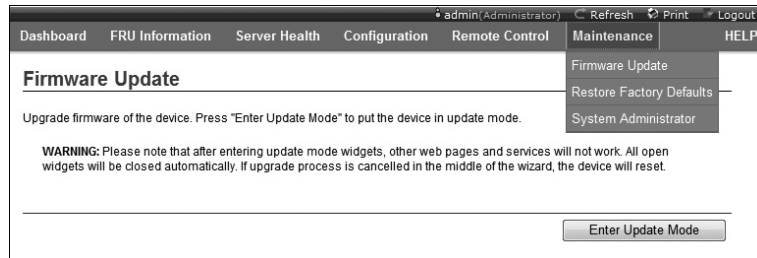 admin(Administrator) Refresh Print Logout
Dashboard FRU Information Server Health Configuration Remote Control Maintenance HELP
Firmware Update
Restore Factory Defaults
System Administrator
Firmware Update
Upgrade firmware of the device. Press "Enter Update Mode" to put the device in update mode.
WARNING: Please note that after entering update mode widgets, other web pages and services will not work. All open
widgets will be closed automatically. If upgrade process is cancelled in the middle of the wizard, the device will reset.
Enter Update Mode